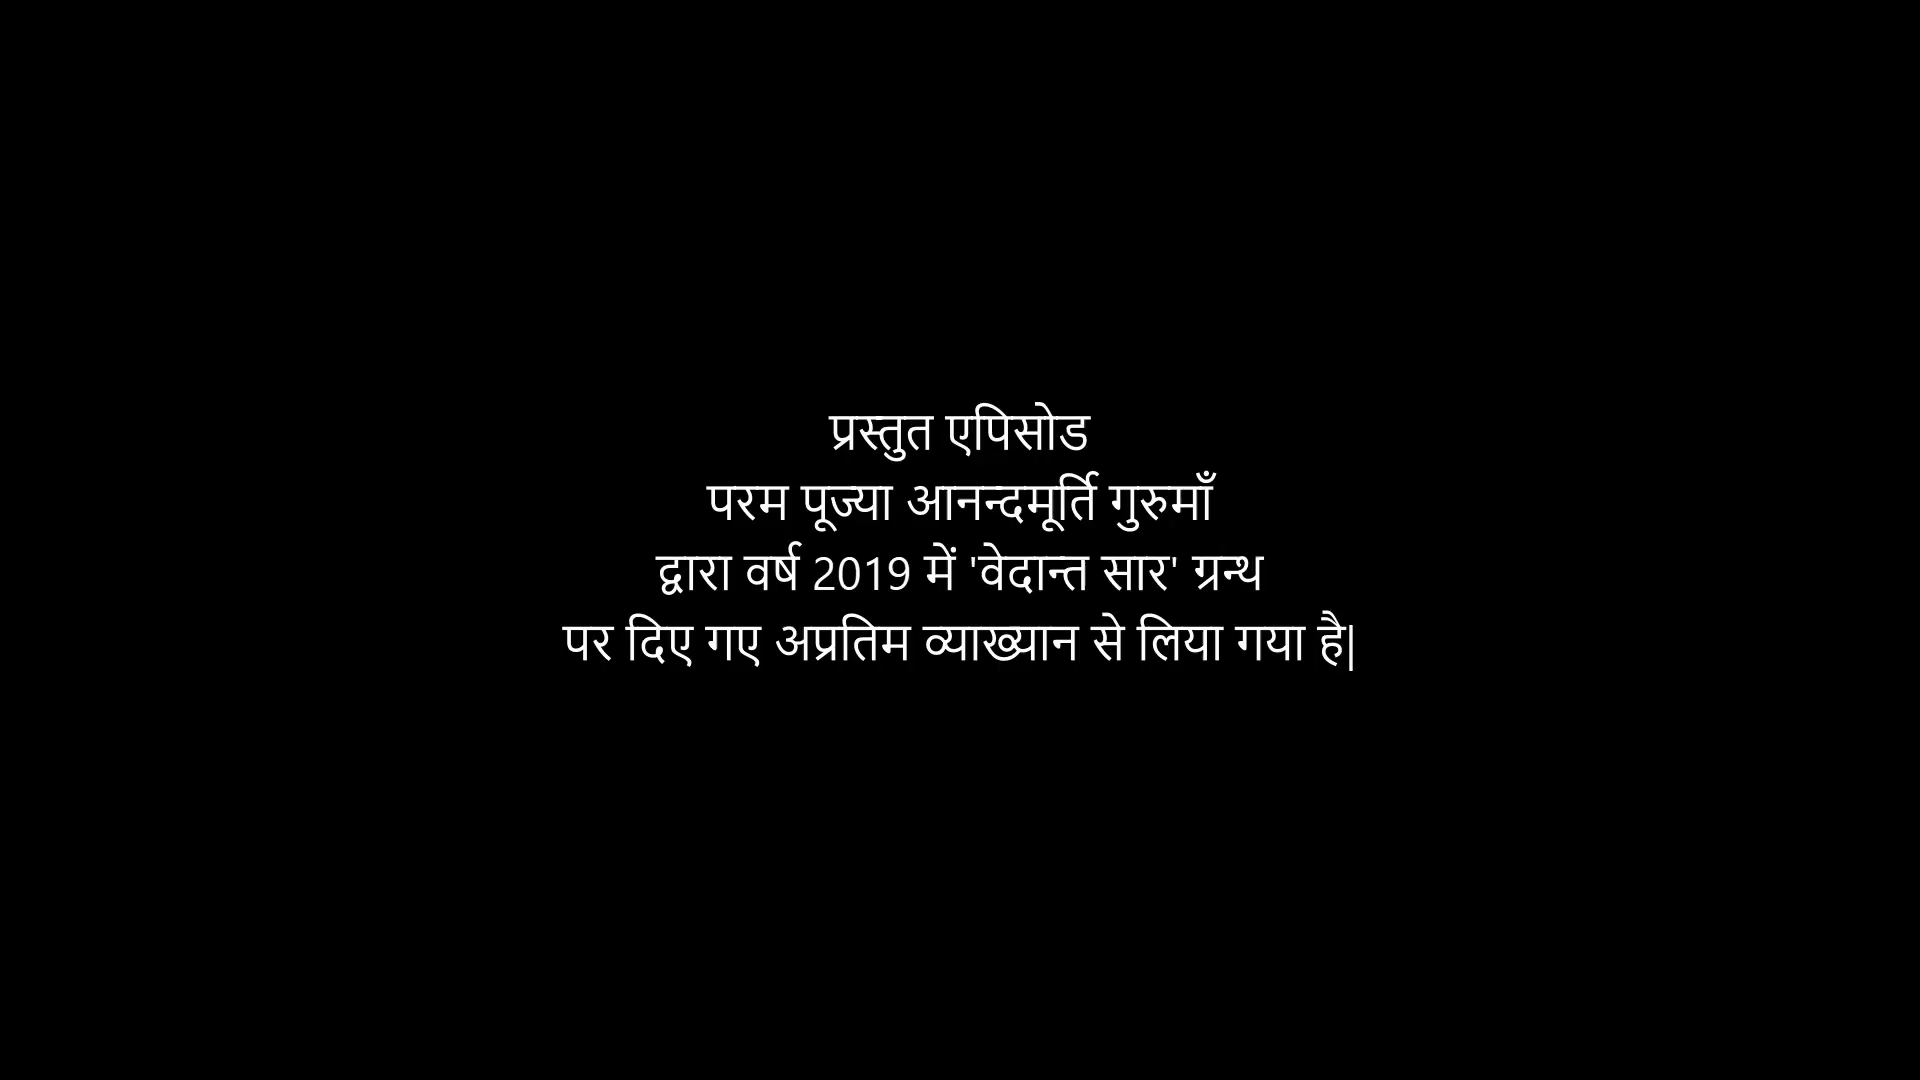 प्रस्तुत एपिसोड
परम पूज्या आनन्दमूर्ति गुरुमाँ
द्वारा वर्ष 2019 में 'वेदान्त सार' ग्रन्थ
पर दिए गए अप्रतिम व्याख्यान से लिया गया है|